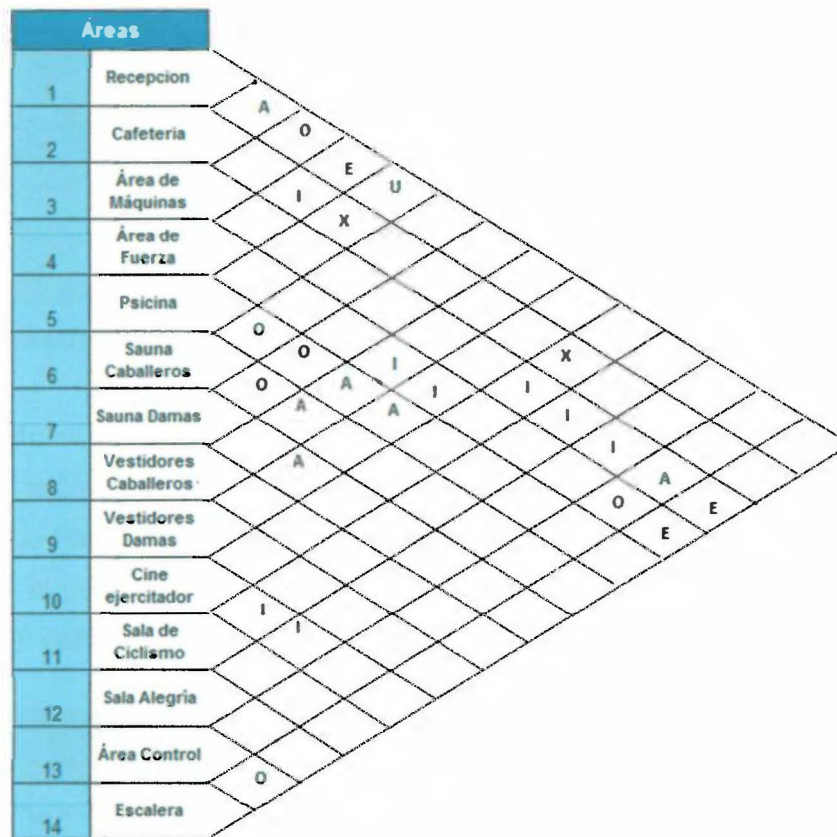 Áreas
1 Recepcion
2 Cafeteria
3 Área de
Máquinas
4 Área de
Fuerza
5 Psicina
6 Sauna
Caballeros
7 Sauna Damas
8 Vestidores
Caballeros
9 Vestidores
Damas
10 Cine
ejercitador
11 Sala de
Ciclismo
12 Sala Alegría
13 Área Control
14 Escalera
A
O
E
U
I
X
O
O
I
X
O
A
I
I
A
A
I
I
A
A
O
E
E
I
I
O